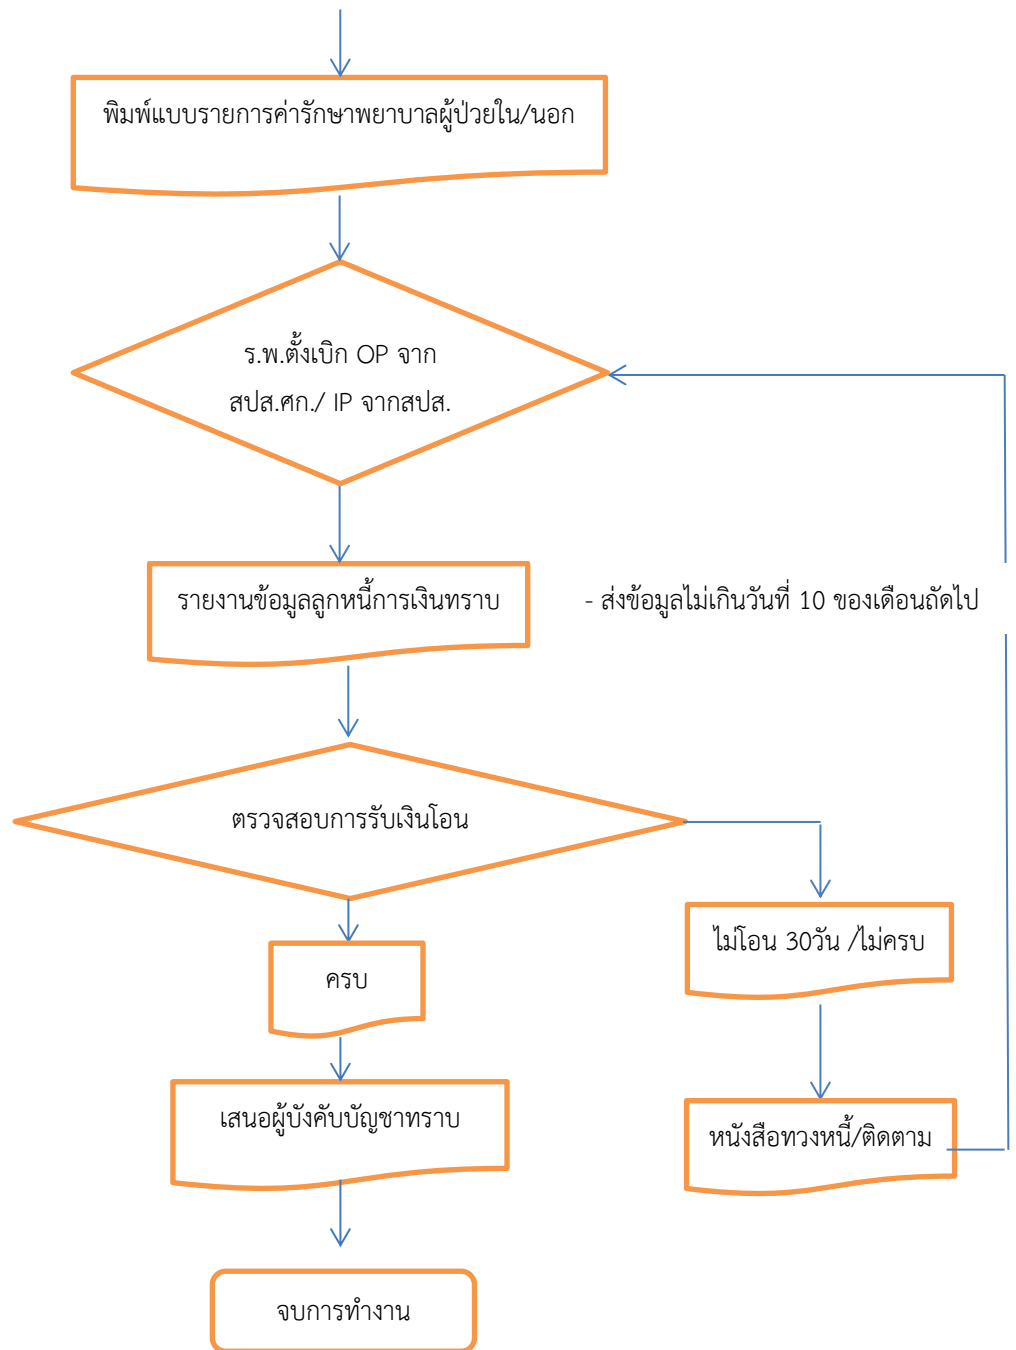 พิมพ์แบบรายการค่ารักษาพยาบาลผู้ป่วยใน/นอก
ร.พ.ตั้งเบิก OP จาก
สปส.ศก./ IP จากสปส.
รายงานข้อมูลลูกหนี้การเงินทราบ
- ส่งข้อมูลไม่เกินวันที่ 10 ของเดือนถัดไป
ตรวจสอบการรับเงินโอน
ไม่โอน 30วัน /ไม่ครบ
ครบ
เสนอผู้บังคับบัญชาทราบ
หนังสือทวงหนี้/ติดตาม
จบการทำงาน